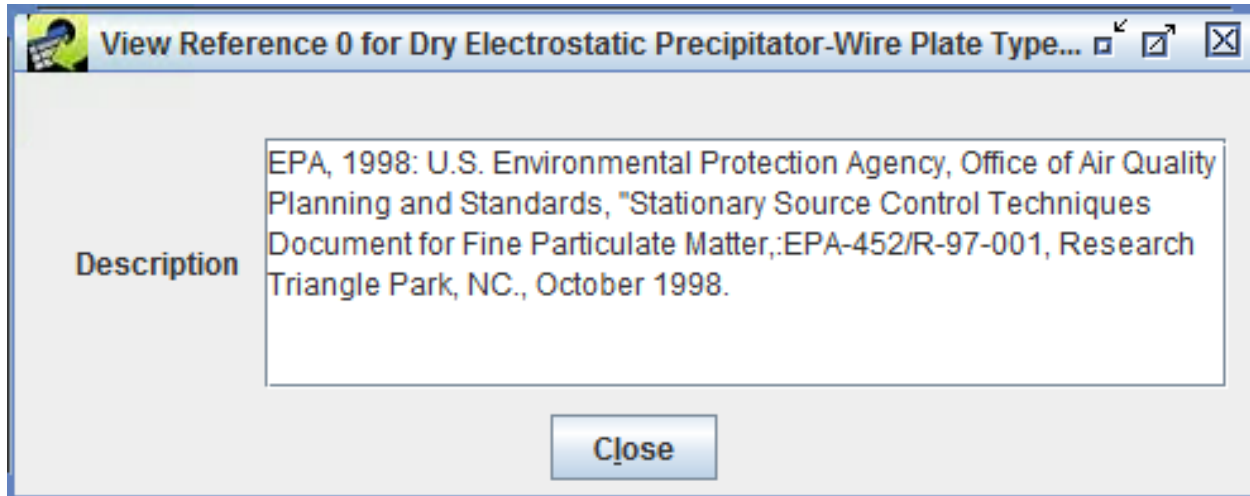 View Reference 0 for Dry Electrostatic Precipitator-Wire Plate Type...
EPA, 1998: U.S. Environmental Protection Agency, Office of Air Quality
Planning and Standards, "Stationary Source Control Techniques
Document for Fine Particulate Matter,:EPA-452/R-97-001, Research
Triangle Park, NC., October 1998.
Description
Close